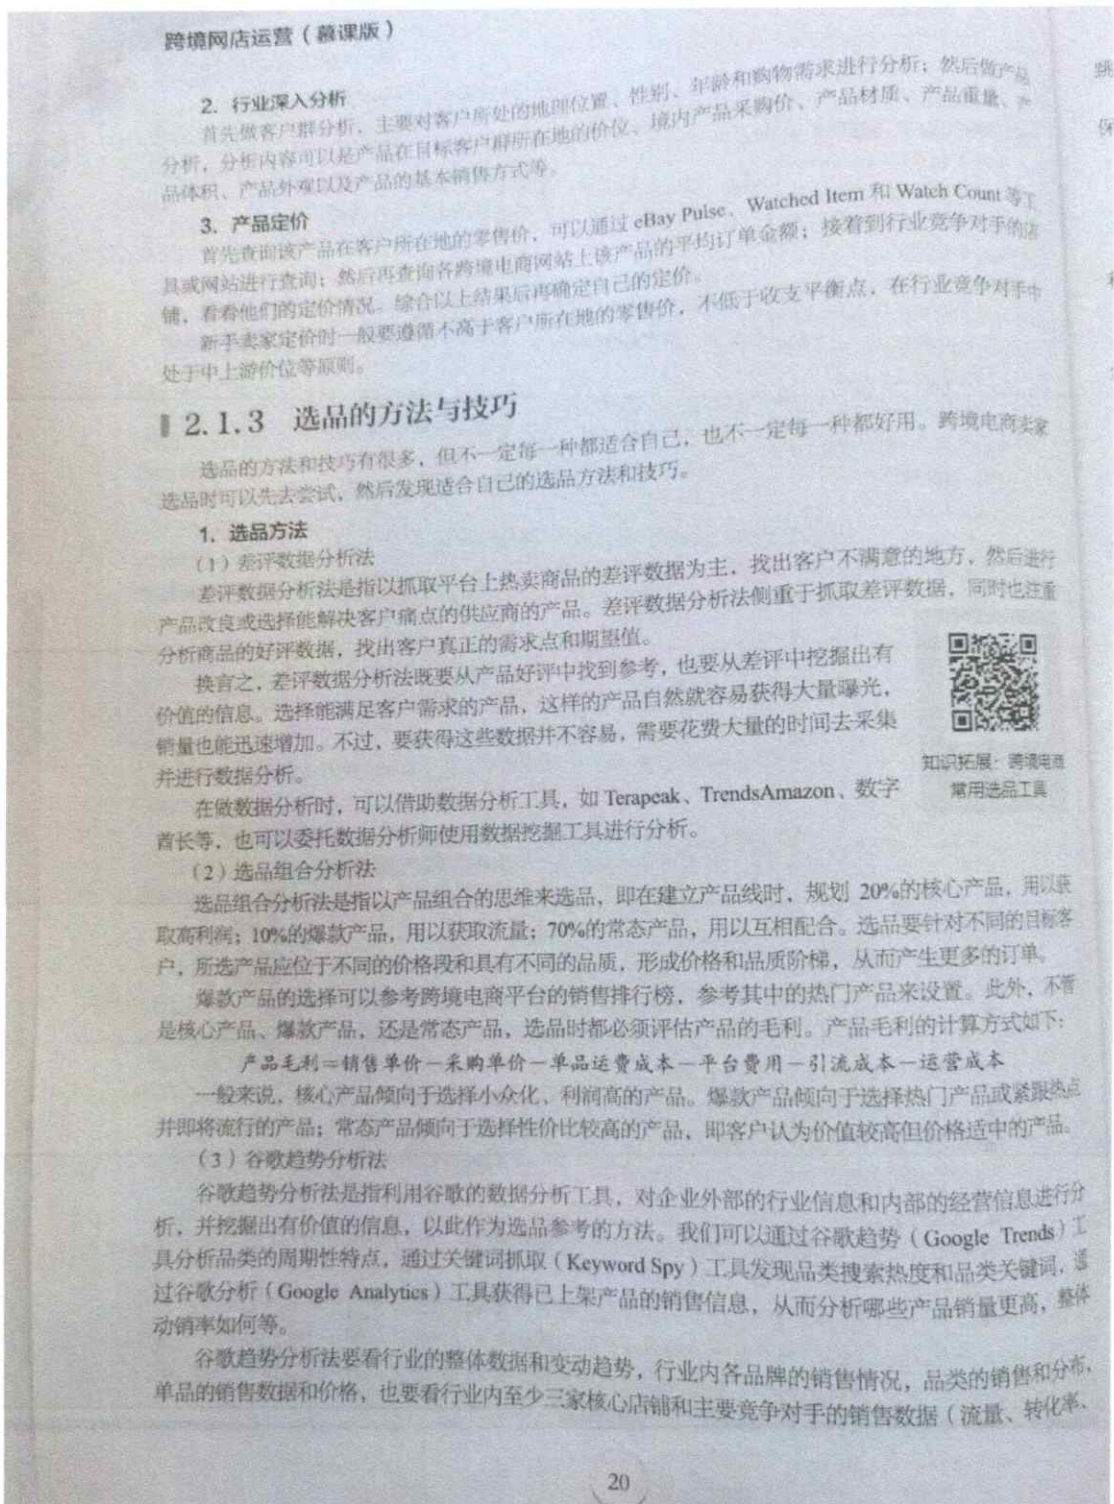 跨境网店运营（慕课版）
2．行业深入分析
首先做客户群分析，主要对客户所处的地理位置、性别、年龄和购物需求进行分析；然后做产品
分析，分析内容可以是产品在目标客户群所在地的价位、境内产品采购价、产品材质、产品重量、产
品体积、产品外观以及产品的基本销售方式等。
3．产品定价
首先查询该产品在客户所在地的零售价，可以通过 eBay Pulse、Watched Item 和 Watch Count 等工
具或网站进行查询；然后再查询各跨境电商网站上该产品的平均订单金额；接着到行业竞争对手的店
铺，看看他们的定价情况，综合以上结果后再确定自己的定价。
新手卖家定价时一般要遵循不高于客户所在地的零售价，不低于收支平衡点，在行业竞争对手中
处于中上游价位等原则。
2.1.3 选品的方法与技巧
选品的方法和技巧有很多，但不一定每一种都适合自己，也不一定每一种都好用。跨境电商卖家
选品时可以先去尝试，然后发现适合自己的选品方法和技巧。
1．选品方法
（1）差评数据分析法
差评数据分析法是指以抓取平台上热卖商品的差评数据为主，找出客户不满意的地方，然后进行
产品改良或选择能解决客户痛点的供应商的产品。差评数据分析法侧重于抓取差评数据，同时也注重
分析商品的好评数据，找出客户真正的需求点和期望值。
换言之，差评数据分析法既要从产品好评中找到参考，也要从差评中挖掘出有
价值的信息。选择能满足客户需求的产品，这样的产品自然就容易获得大量曝光，
销量也能迅速增加。不过，要获得这些数据并不容易，需要花费大量的时间去采集
并进行数据分析。
知识拓展：跨境电商
常用选品工具
在做数据分析时，可以借助数据分析工具，如 Terapeak、TrendsAmazon、数字
酋长等，也可以委托数据分析师使用数据挖掘工具进行分析。
（2）选品组合分析法
选品组合分析法是指以产品组合的思维来选品，即在建立产品线时，规划 20%的核心产品，用以获
取高利润；10%的爆款产品，用以获取流量；70%的常态产品，用以互相配合。选品要针对不同的目标客
户，所选产品应位于不同的价格段和具有不同的品质，形成价格和品质阶梯，从而产生更多的订单。
爆款产品的选择可以参考跨境电商平台的销售排行榜，参考其中的热门产品来设置。此外，不管
是核心产品、爆款产品，还是常态产品，选品时都必须评估产品的毛利。产品毛利的计算方式如下：
产品毛利＝销售单价－采购单价－单品运费成本－平台费用－引流成本－运营成本
一般来说，核心产品倾向于选择小众化、利润高的产品。爆款产品倾向于选择热门产品或紧跟热点
并即将流行的产品；常态产品倾向于选择性价比较高的产品，即客户认为价值较高但价格适中的产品。
（3）谷歌趋势分析法
谷歌趋势分析法是指利用谷歌的数据分析工具，对企业外部的行业信息和内部的经营信息进行分
析，并挖掘出有价值的信息，以此作为选品参考的方法。我们可以通过谷歌趋势（Google Trends）工
具分析品类的周期性特点，通过关键词抓取（Keyword Spy）工具发现品类搜索热度和品类关键词，通
过谷歌分析（Google Analytics）工具获得已上架产品的销售信息，从而分析哪些产品销量更高，整体
动销率如何等。
谷歌趋势分析法要看行业的整体数据和变动趋势，行业内各品牌的销售情况，品类的销售和分布，
单品的销售数据和价格，也要看行业内至少三家核心店铺和主要竞争对手的销售数据（流量、转化率、
20